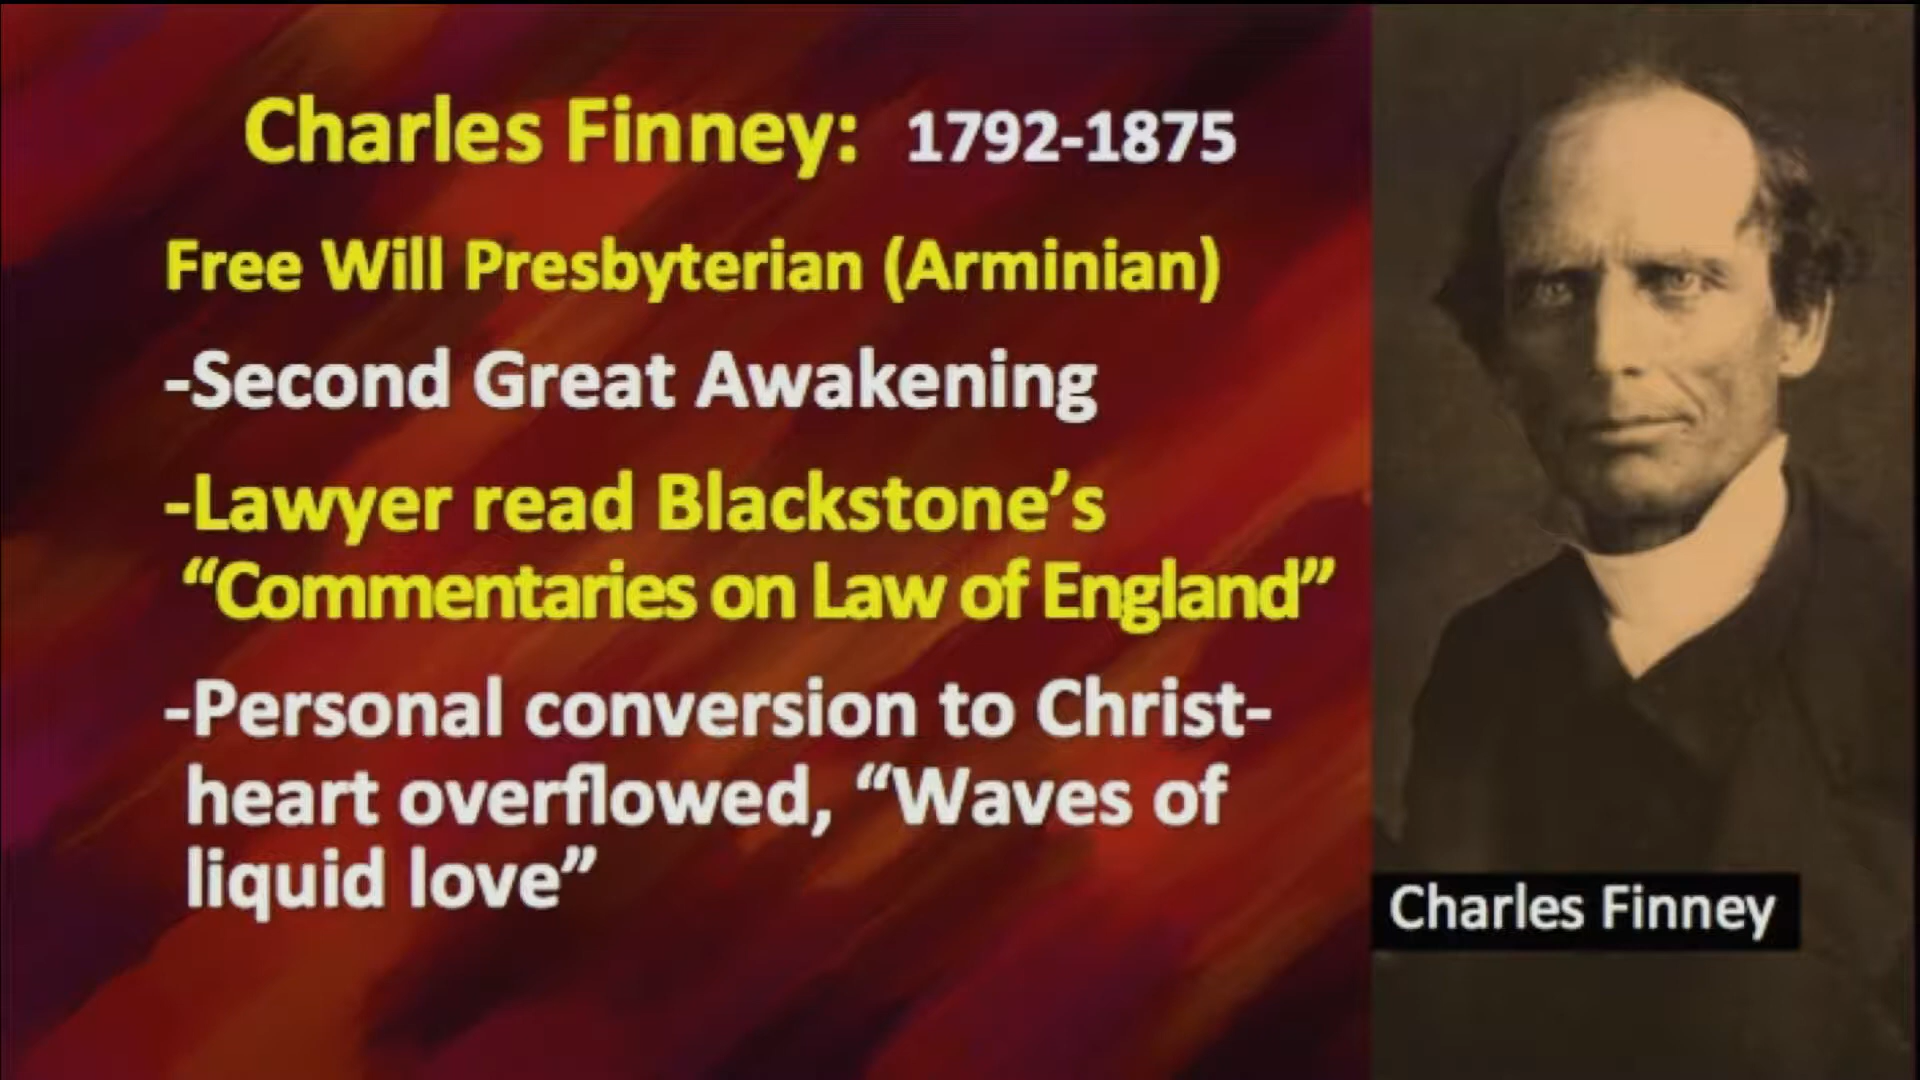 Charles Finney: 1792-1875
Free Will Presbyterian (Arminian)
-Second Great Awakening
-Lawyer read Blackstone’s
“Commentaries on Law of England”
-Personal conversion to Christ-
heart overflowed, “Waves of
liquid love”
Charles Finney